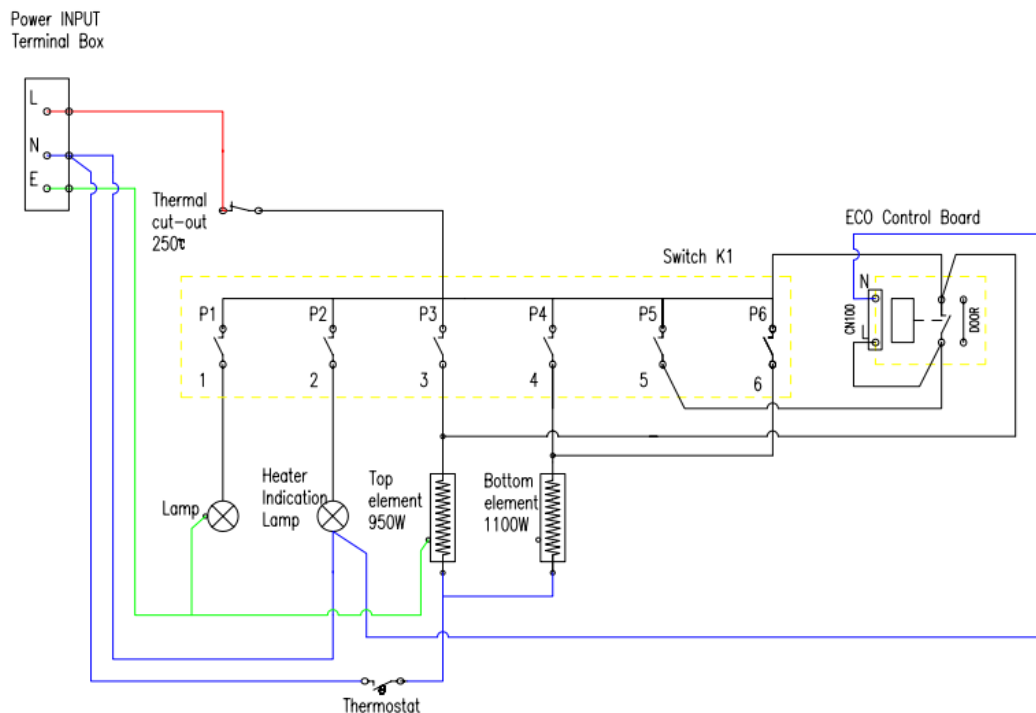 Power INPUT
Terminal Box
L
N
E
Thermal
cut-out
250℃
ECO Control Board
Switch K1
N
CN100
L
DOOR
P1
P2
P3
P4
P5
P6
1
2
3
4
5
6
Lamp
Heater
Indication
Lamp
Top
element
950W
Bottom
element
1100W
Thermostat